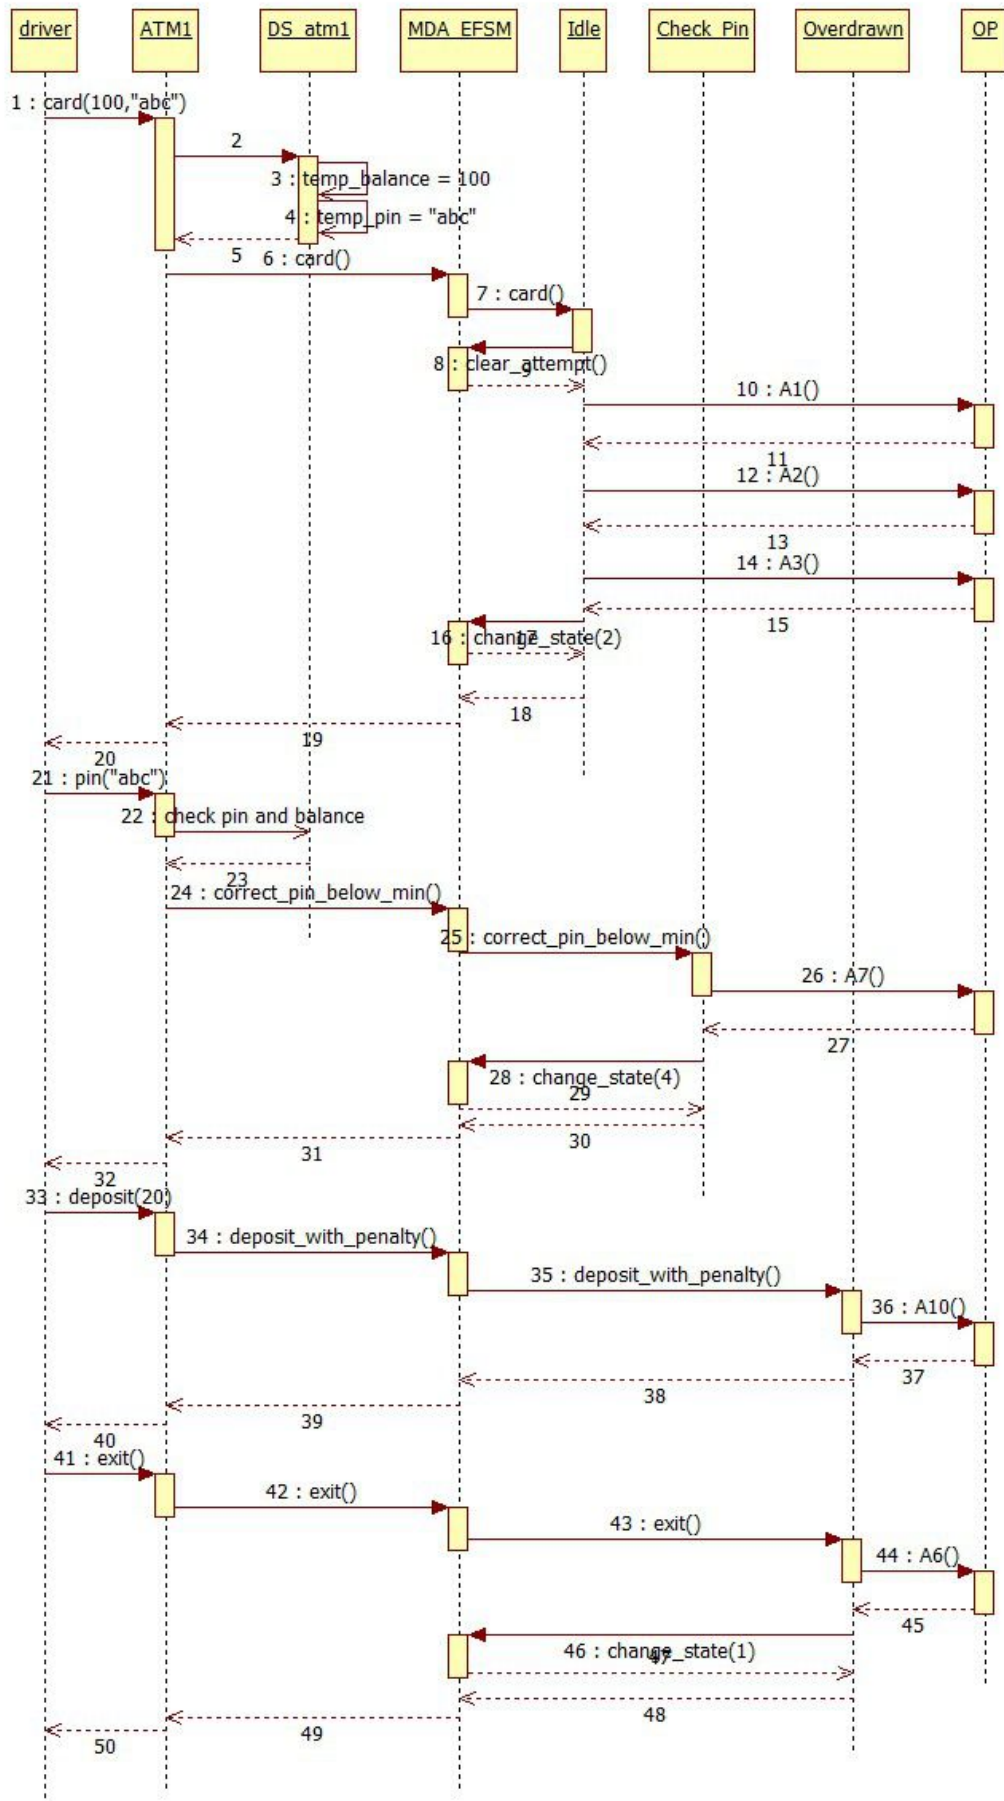 driver ATM1 DS_atm1 MDA_EFSM Idle Check_Pin Overdrawn OP
1 : card(100,"abc")
2
3 : temp_balance = 100
4 : temp_pin = "abc"
5
6 : card()
7 : card()
8 : clear_attempt()
9
10 : A1()
11
12 : A2()
13
14 : A3()
15
16 : change_state(2)
17
18
19
20
21 : pin("abc")
22 : check pin and balance
23
24 : correct_pin_below_min()
25 : correct_pin_below_min()
26 : A7()
27
28 : change_state(4)
29
30
31
32
33 : deposit(20)
34 : deposit_with_penalty()
35 : deposit_with_penalty()
36 : A10()
37
38
39
40
41 : exit()
42 : exit()
43 : exit()
44 : A6()
45
46 : change_state(1)
47
48
49
50